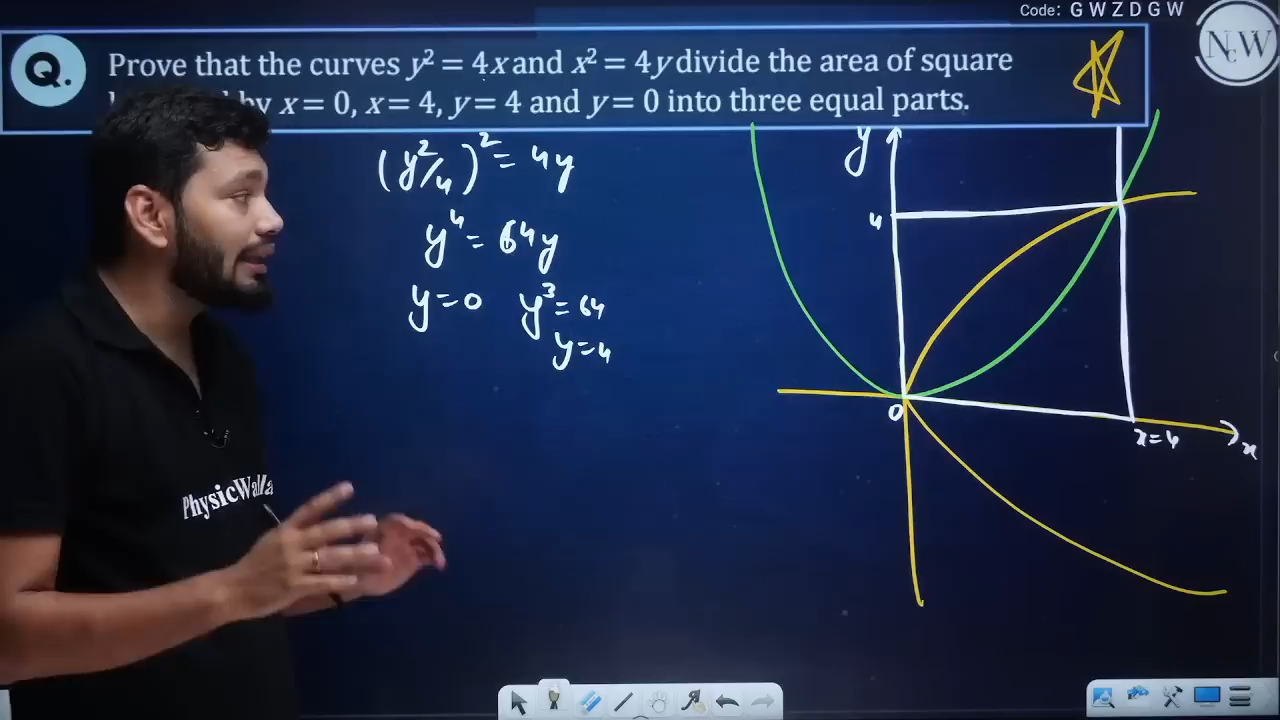 Code: G W Z D G W
NCW
Q.
Prove that the curves y² = 4x and x² = 4y divide the area of square
by x = 0, x = 4, y = 4 and y = 0 into three equal parts.
(y²/4)² = 4y
y⁴ = 64y
y = 0 y³ = 64
y = 4
y
4
0
x = 4
x
PhysicWalla